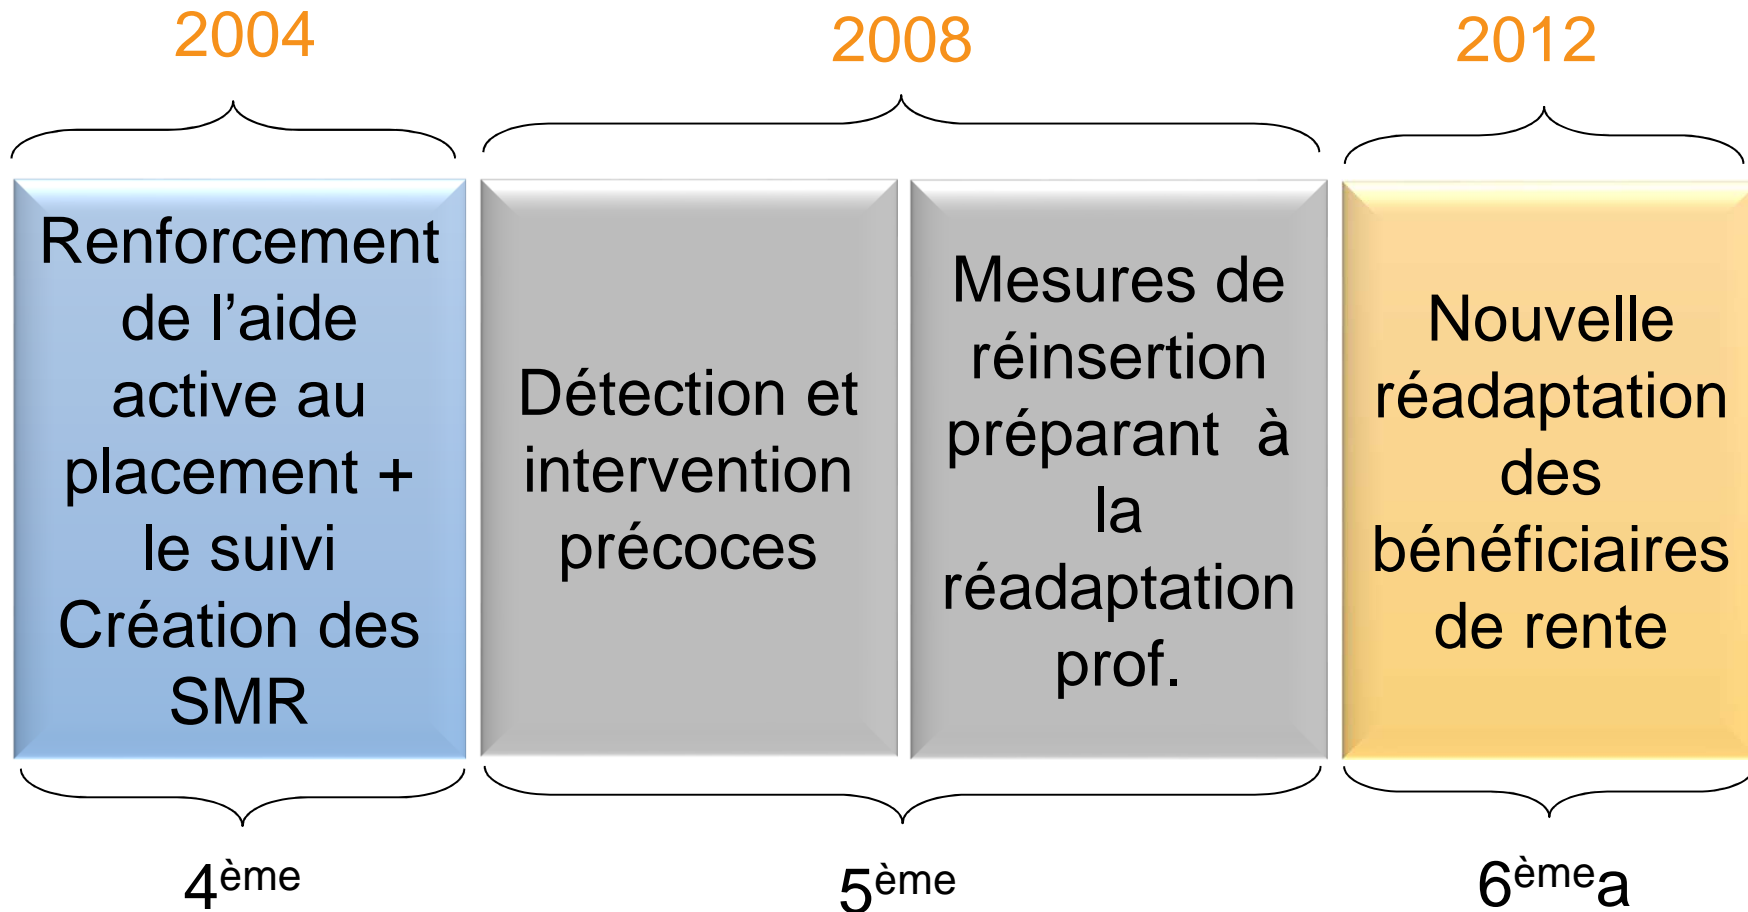 2004
2008
2012
Renforcement
de l’aide
active au
placement +
le suivi
Création des
SMR
Détection et
intervention
précoces
Mesures de
réinsertion
préparant  à
la
réadaptation
prof.
Nouvelle
réadaptation
des
bénéficiaires
de rente
4ème
5ème
6èmea